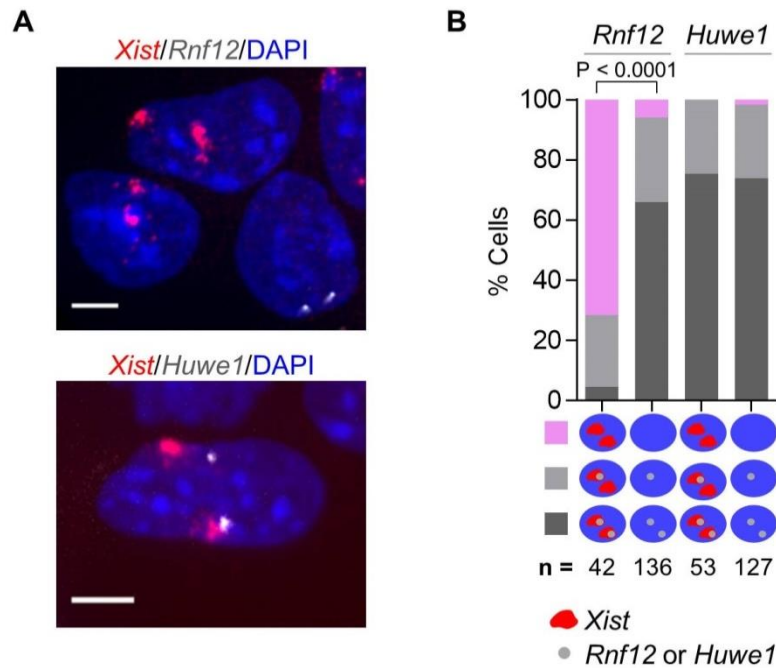 A
Xist/Rnf12/DAPI
Xist/Huwe1/DAPI
B
Rnf12 Huwe1
P < 0.0001
% Cells
100
80
60
40
20
0
n = 42 136 53 127
Xist
Rnf12 or Huwe1